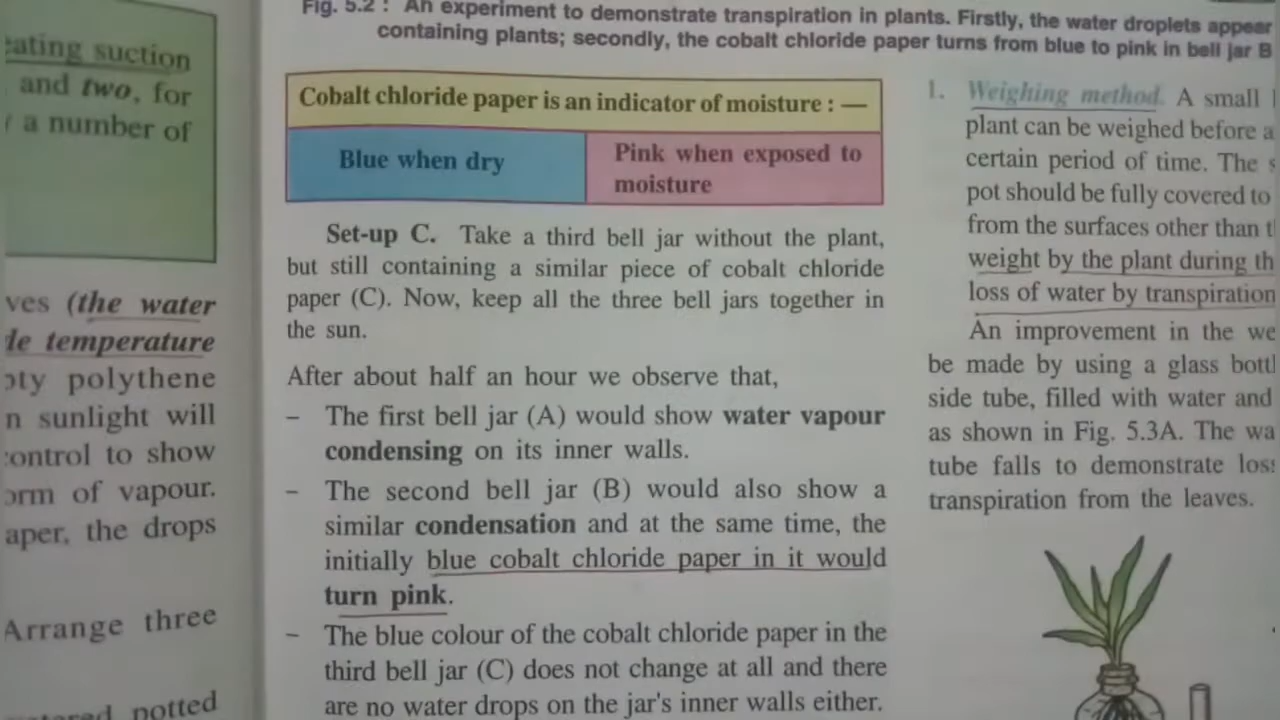 eating suction
and two, for
a number of
ves (the water
de temperature
pty polythene
n sunlight will
control to show
orm of vapour.
aper, the drops
Arrange three
potted
Fig. 5.2 : An experiment to demonstrate transpiration in plants. Firstly, the water droplets appear
containing plants; secondly, the cobalt chloride paper turns from blue to pink in bell jar B
Cobalt chloride paper is an indicator of moisture : —
Blue when dry
Pink when exposed to
moisture
Set-up C. Take a third bell jar without the plant,
but still containing a similar piece of cobalt chloride
paper (C). Now, keep all the three bell jars together in
the sun.
After about half an hour we observe that,
– The first bell jar (A) would show water vapour
condensing on its inner walls.
– The second bell jar (B) would also show a
similar condensation and at the same time, the
initially blue cobalt chloride paper in it would
turn pink.
– The blue colour of the cobalt chloride paper in the
third bell jar (C) does not change at all and there
are no water drops on the jar's inner walls either.
1. Weighing method. A small
plant can be weighed before a
certain period of time. The s
pot should be fully covered to
from the surfaces other than t
weight by the plant during th
loss of water by transpiration
An improvement in the we
be made by using a glass bottl
side tube, filled with water and
as shown in Fig. 5.3A. The wa
tube falls to demonstrate loss
transpiration from the leaves.